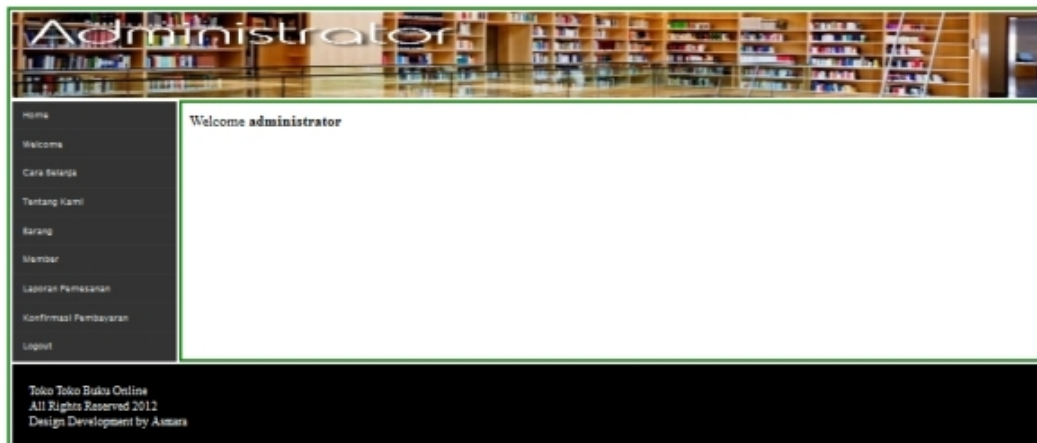 Administrator
Home
Welcome
Cara Belanja
Tentang Kami
Barang
Member
Laporan Pemesanan
Konfirmasi Pembayaran
Logout
Welcome administrator
Toko Toko Buku Online
All Rights Reserved 2012
Design Development by Asmara